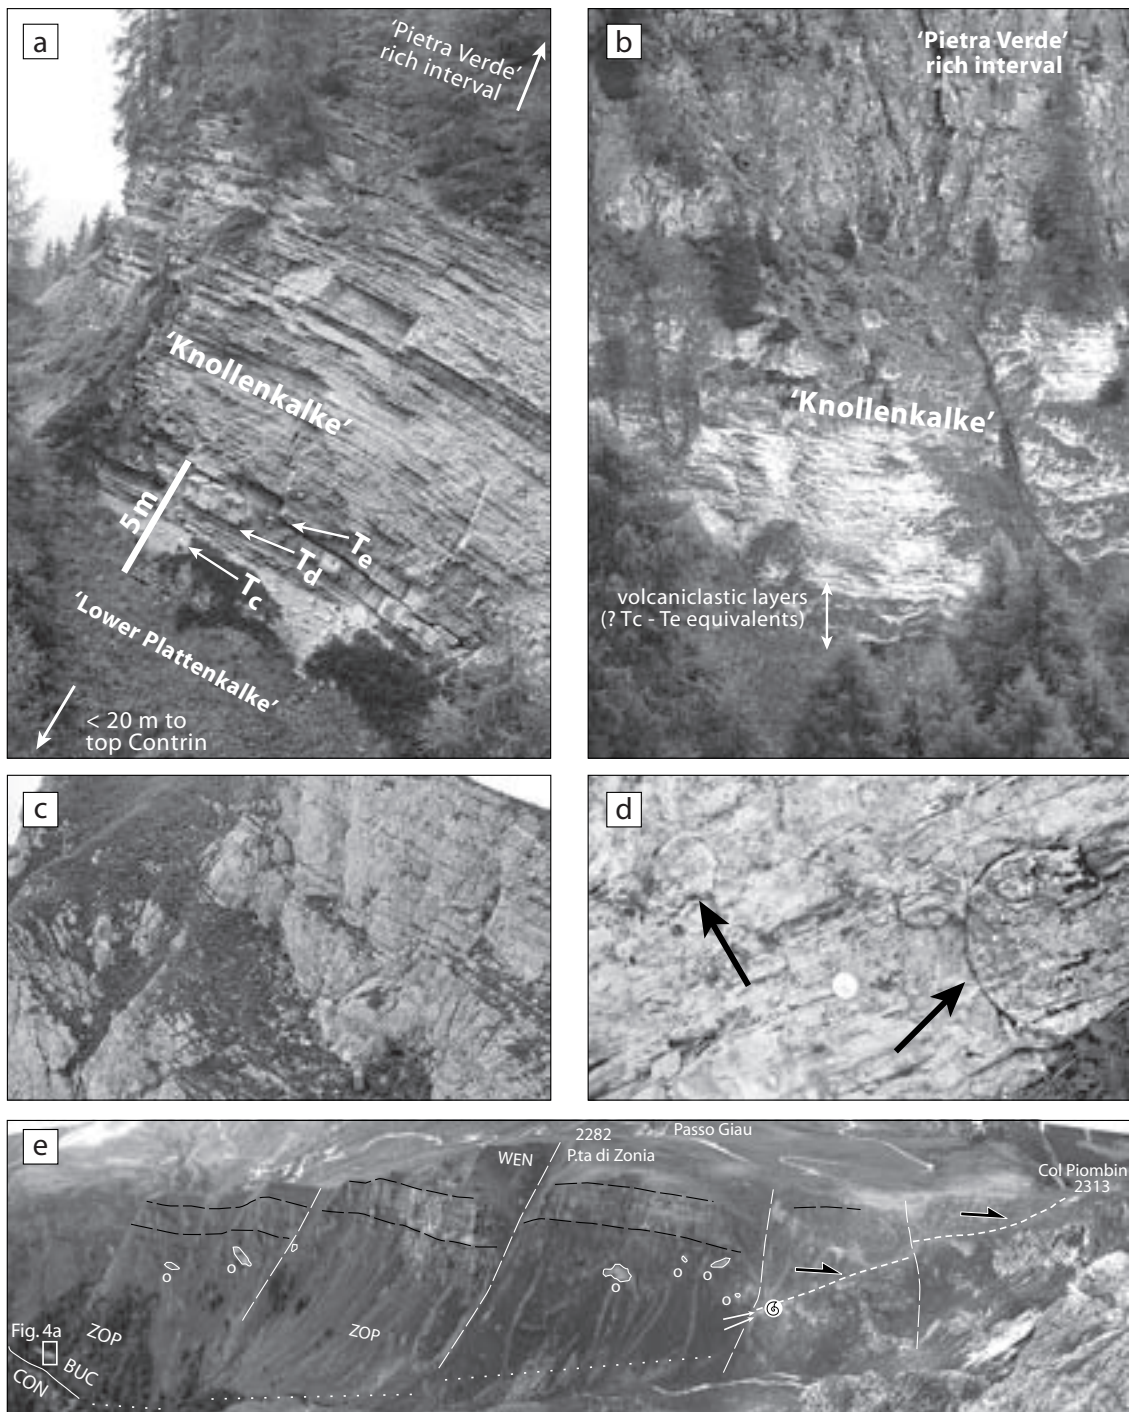 a
'Pietra Verde'
rich interval
'Knollenkalke'
5 m
Te
Td
Tc
'Lower Plattenkalke'
< 20 m to
top Contrin
b
'Pietra Verde'
rich interval
'Knollenkalke'
volcaniclastic layers
(? Tc - Te equivalents)
c
d
e
2282
Passo Giau
WEN
P.ta di Zonia
Col Piombin
2313
o
o
o
o
o
o
Fig. 4a
ZOP
ZOP
BUC
CON